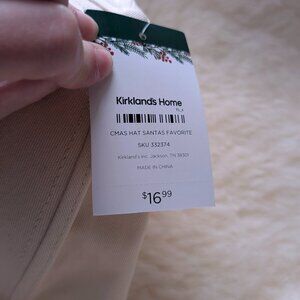 Kirkland's Home
CMAS HAT SANTAS FAVORITE
SKU 332374
Kirkland's Inc. Jackson, TN 38301
MADE IN CHINA
$16.99